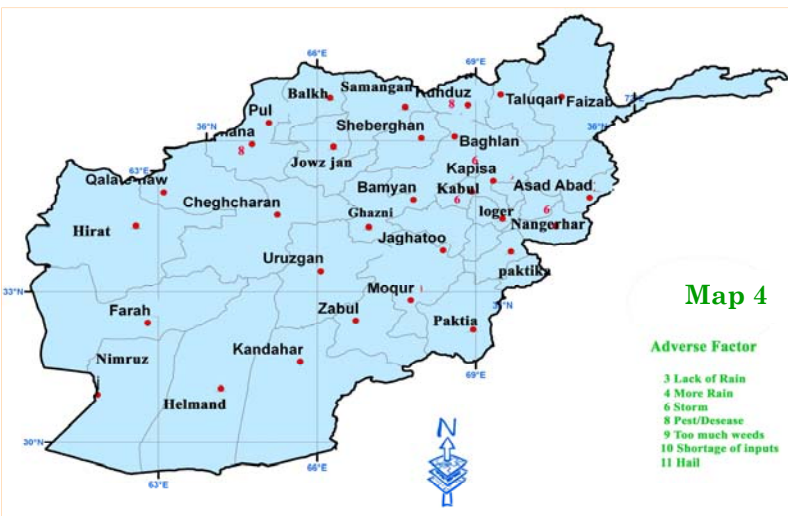 66°E
69°E
Samangan
Balkh
Kunduz
8
Taluqan
Faizab
72°E
Pul
Sheberghan
36°N
36°N
8
Baghlan
Jowz jan
6
Kapisa
63°E
Kabul
Asad Abad
Bamyan
6
Cheghcharan
Ghazni
loger
6
Nangerhar
Hirat
Jaghatoo
Uruzgan
paktika
Moqur
33°N
Map 4
Farah
Zabul
Paktia
Nimruz
Kandahar
Adverse Factor
69°E
3 Lack of Rain
4 More Rain
Helmand
6 Storm
8 Pest/Desease
N
9 Too much weeds
30°N
10 Shortage of inputs
11 Hail
66°E
63°E